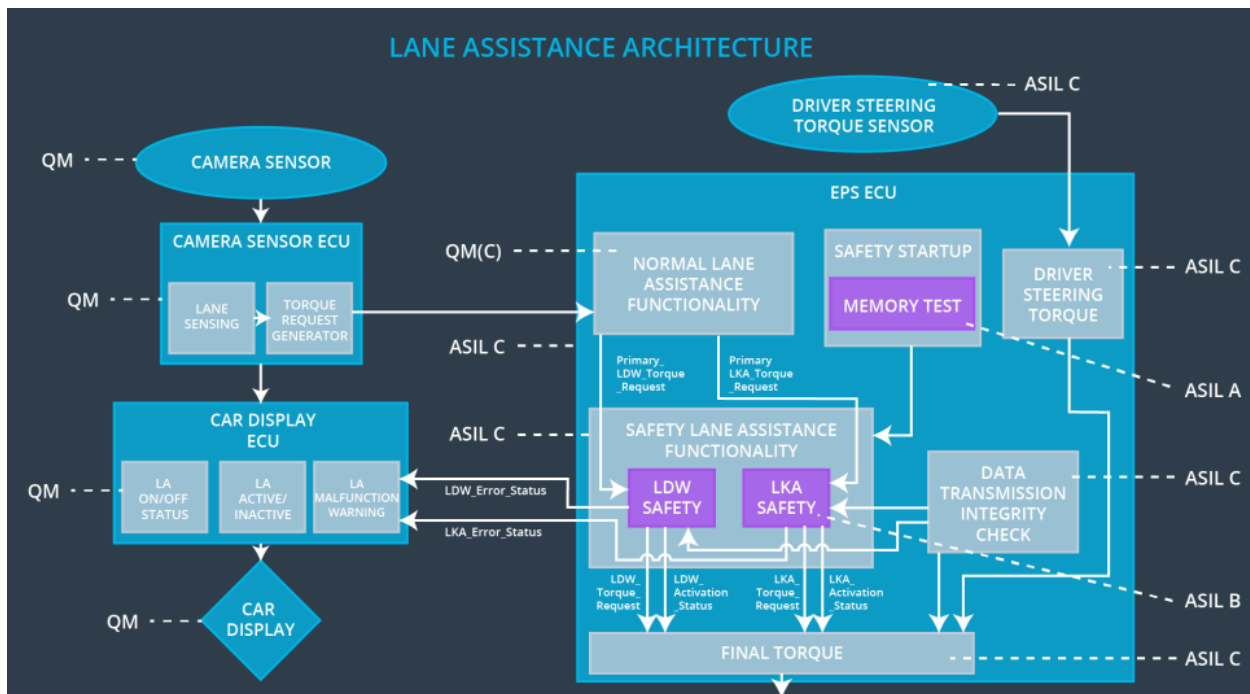 LANE ASSISTANCE ARCHITECTURE
ASIL C
DRIVER STEERING
TORQUE SENSOR
QM
CAMERA SENSOR
EPS ECU
CAMERA SENSOR ECU
QM(C)
NORMAL LANE
ASSISTANCE
FUNCTIONALITY
SAFETY STARTUP
MEMORY TEST
DRIVER
STEERING
TORQUE
ASIL C
QM
LANE
SENSING
TORQUE
REQUEST
GENERATOR
ASIL C
Primary_
LDW_Torque
_Request
Primary
LKA_Torque
_Request
ASIL A
CAR DISPLAY
ECU
ASIL C
SAFETY LANE ASSISTANCE
FUNCTIONALITY
QM
LA
ON/OFF
STATUS
LA
ACTIVE/
INACTIVE
LA
MALFUNCTION
WARNING
LDW_Error_Status
LKA_Error_Status
LDW
SAFETY
LKA
SAFETY
DATA
TRANSMISSION
INTEGRITY
CHECK
ASIL C
LDW_
Torque_
Request
LDW_
Activation
_Status
LKA_
Torque_
Request
LKA_
Activation
_Status
ASIL B
QM
CAR
DISPLAY
FINAL TORQUE
ASIL C